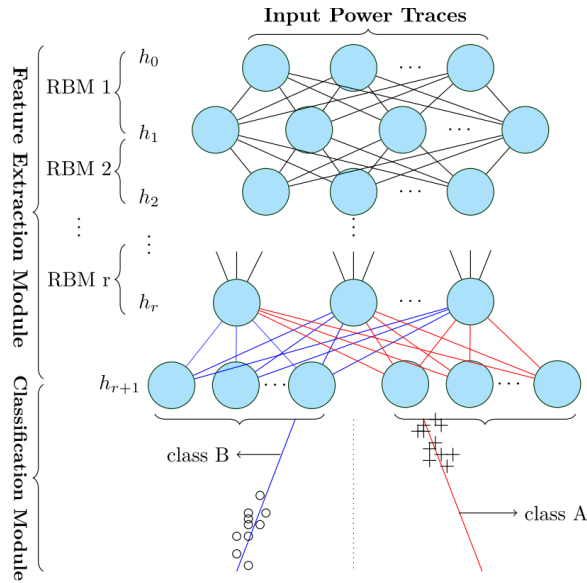 Input Power Traces
Feature Extraction Module
RBM 1
h0
h1
RBM 2
h2
RBM r
hr
hr+1
Classification Module
class B
class A